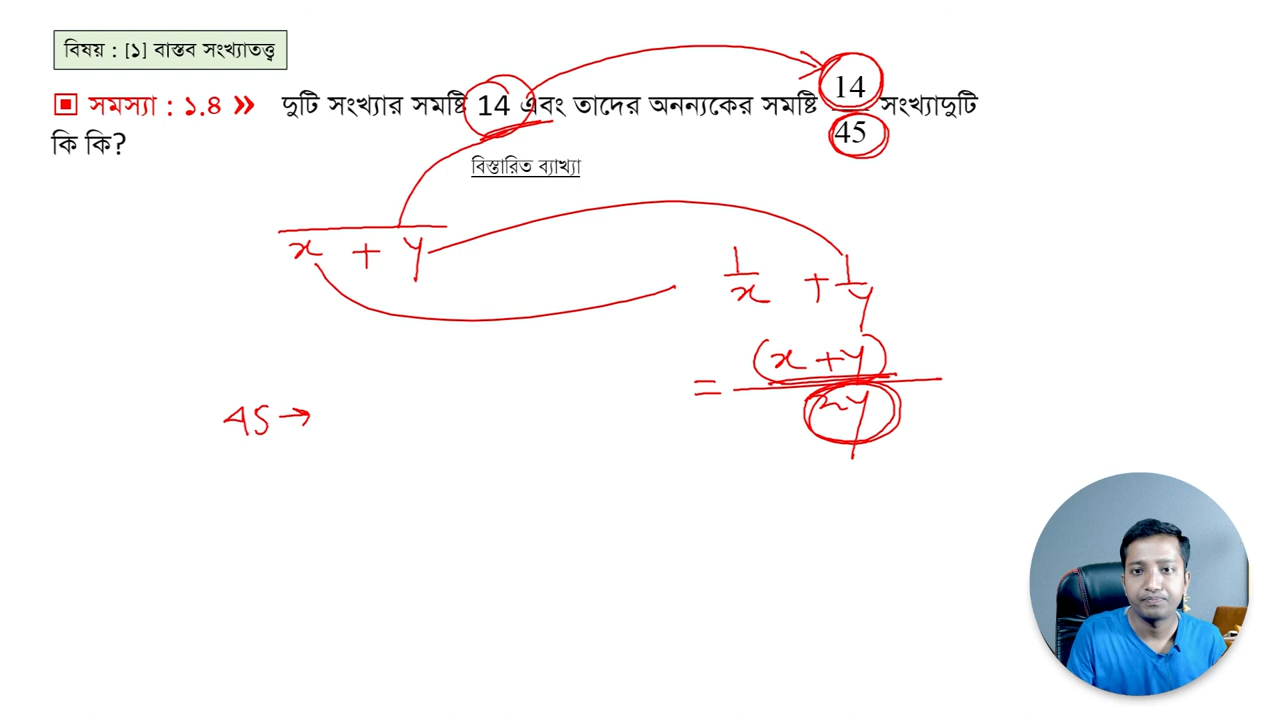 বিষয় : [১] বাস্তব সংখ্যাতত্ত্ব
সমস্যা : ১.৪ » দুটি সংখ্যার সমষ্টি 14 এবং তাদের অনন্যকের সমষ্টি 14/45 সংখ্যাদুটি
কি কি?
বিস্তারিত ব্যাখ্যা
x + y
1/x + 1/y
= (x + y)/xy
45 →